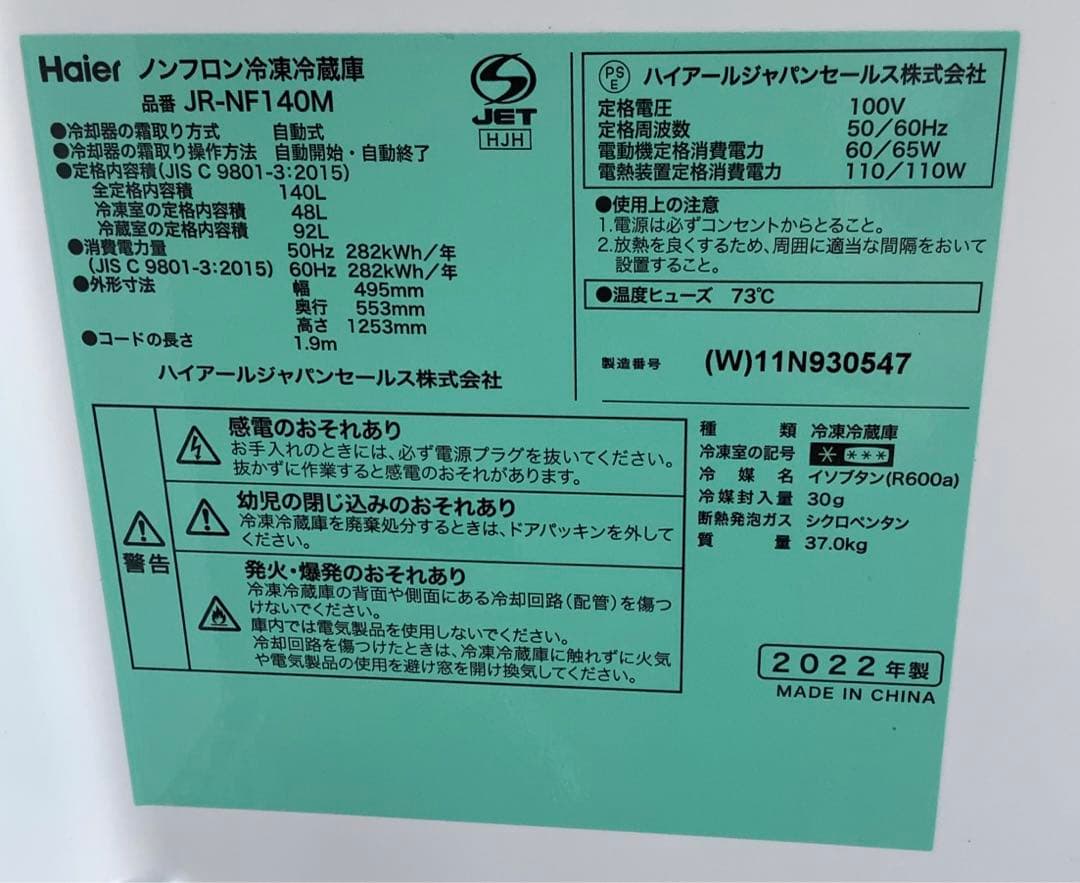 Haier ノンフロン冷凍冷蔵庫
品番 JR-NF140M
JET
HJH
●冷却器の霜取り方式 自動式
●冷却器の霜取り操作方法 自動開始・自動終了
●定格内容積(JIS C 9801-3:2015)
全定格内容積 140L
冷凍室の定格内容積 48L
冷蔵室の定格内容積 92L
●消費電力量 50Hz 282kWh/年
(JIS C 9801-3:2015) 60Hz 282kWh/年
●外形寸法 幅 495mm
奥行 553mm
高さ 1253mm
●コードの長さ 1.9m
ハイアールジャパンセールス株式会社
PS
E
ハイアールジャパンセールス株式会社
定格電圧 100V
定格周波数 50/60Hz
電動機定格消費電力 60/65W
電熱装置定格消費電力 110/110W
●使用上の注意
1.電源は必ずコンセントからとること。
2.放熱を良くするため、周囲に適当な間隔をおいて
設置すること。
●温度ヒューズ 73℃
製造番号 (W)11N930547
警告
感電のおそれあり
お手入れのときには、必ず電源プラグを抜いてください。
抜かずに作業すると感電のおそれがあります。
幼児の閉じ込みのおそれあり
冷凍冷蔵庫を廃棄処分するときは、ドアパッキンを外して
ください。
発火・爆発のおそれあり
冷凍冷蔵庫の背面や側面にある冷却回路(配管)を傷つ
けないでください。
庫内では電気製品を使用しないでください。
冷却回路を傷つけたときは、冷凍冷蔵庫に触れずに火気
や電気製品の使用を避け窓を開け換気してください。
種類 冷凍冷蔵庫
冷凍室の記号 * ***
冷媒名 イソブタン(R600a)
冷媒封入量 30g
断熱発泡ガス シクロペンタン
質量 37.0kg
2022年製
MADE IN CHINA